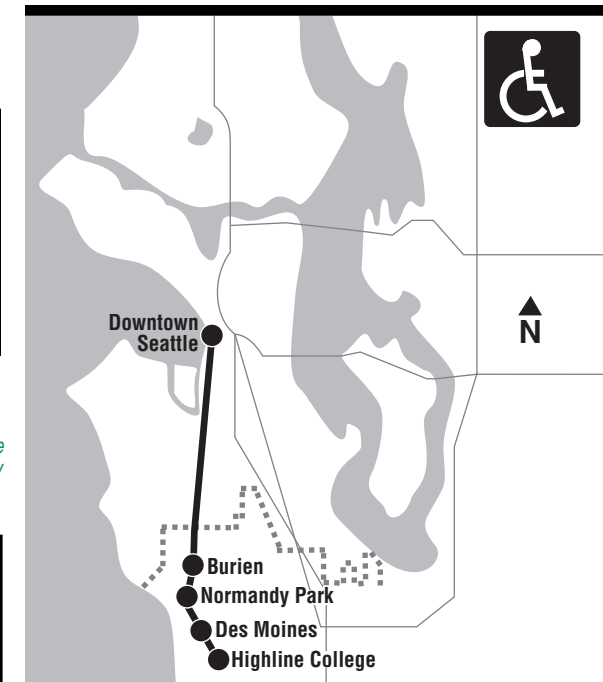 Downtown
Seattle
N
e
y
Burien
Normandy Park
Des Moines
Highline College